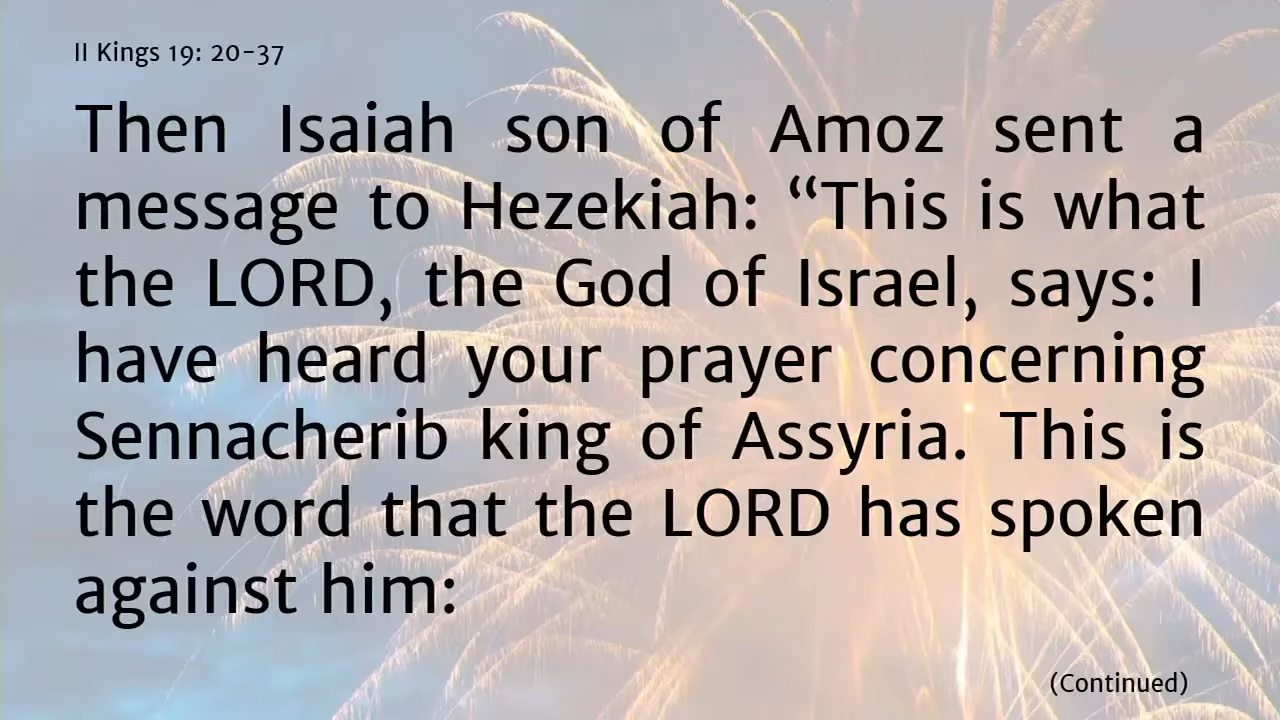 II Kings 19: 20-37
Then Isaiah son of Amoz sent a
message to Hezekiah: “This is what
the LORD, the God of Israel, says: I
have heard your prayer concerning
Sennacherib king of Assyria. This is
the word that the LORD has spoken
against him:
(Continued)